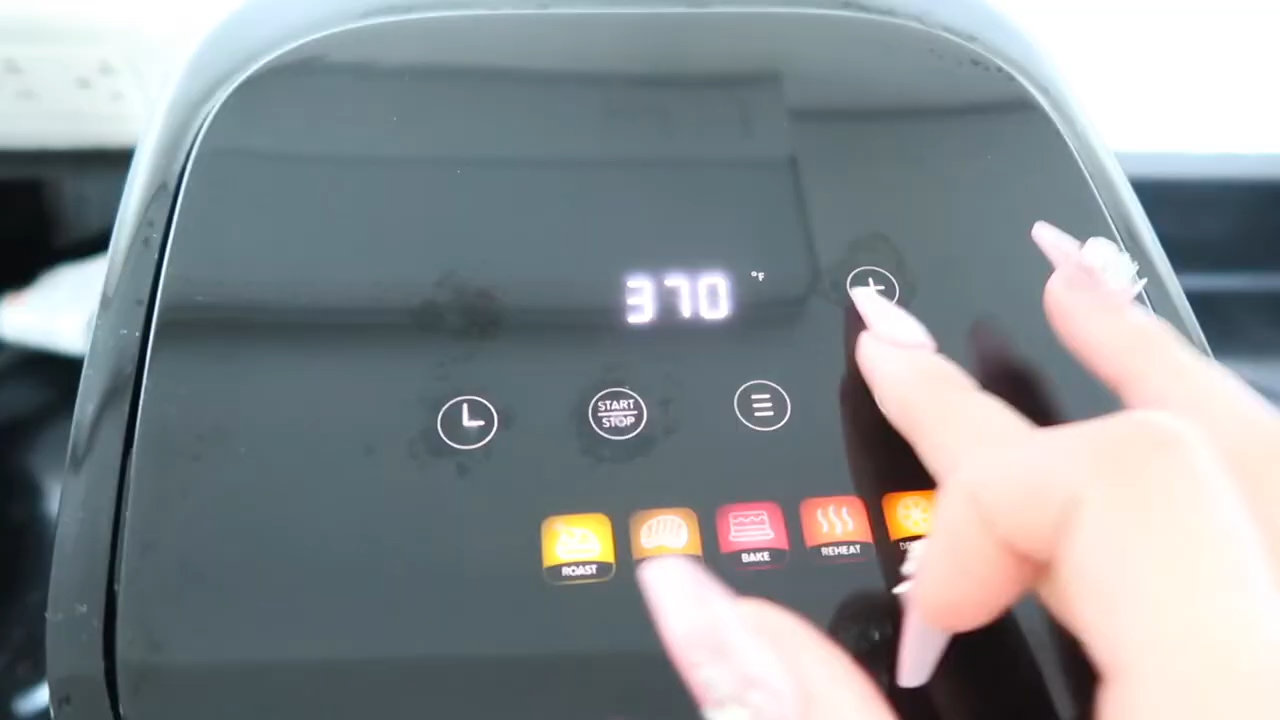 370 °F
START
STOP
ROAST
BAKE
REHEAT